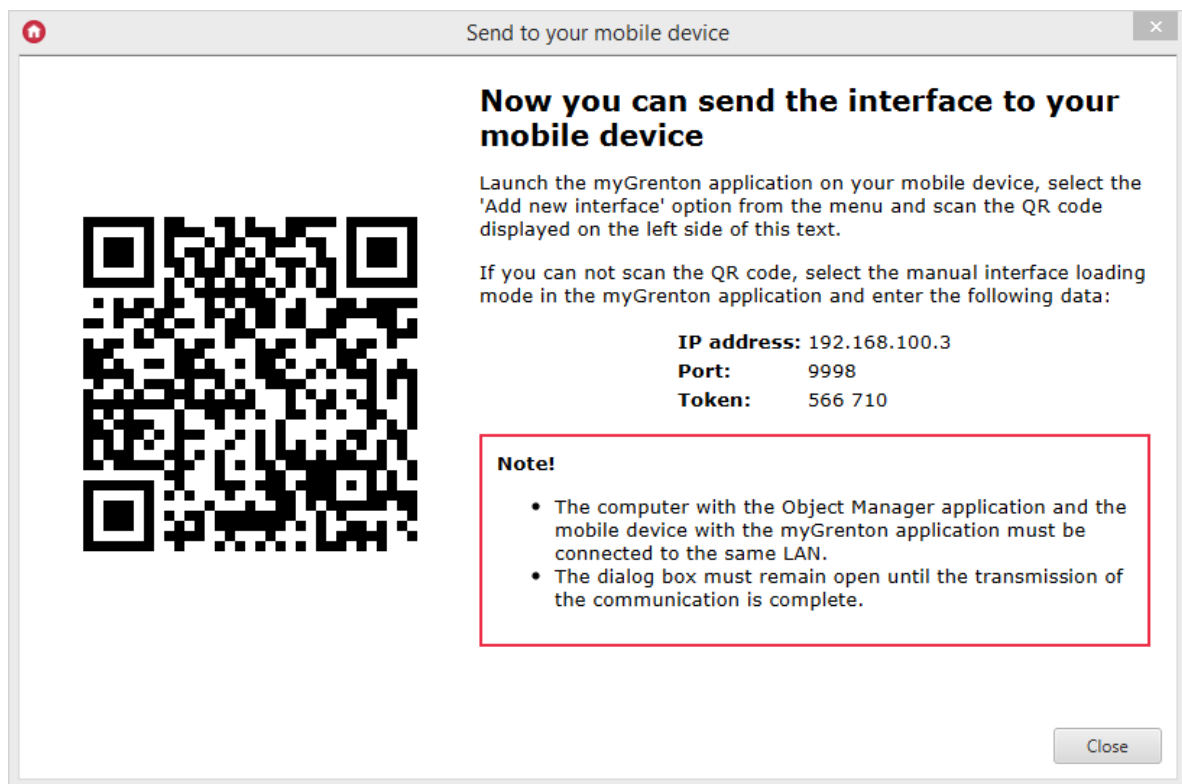 Send to your mobile device
Now you can send the interface to your
mobile device
Launch the myGrenton application on your mobile device, select the
'Add new interface' option from the menu and scan the QR code
displayed on the left side of this text.
If you can not scan the QR code, select the manual interface loading
mode in the myGrenton application and enter the following data:
IP address: 192.168.100.3
Port: 9998
Token: 566 710
Note!
• The computer with the Object Manager application and the
mobile device with the myGrenton application must be
connected to the same LAN.
• The dialog box must remain open until the transmission of
the communication is complete.
Close